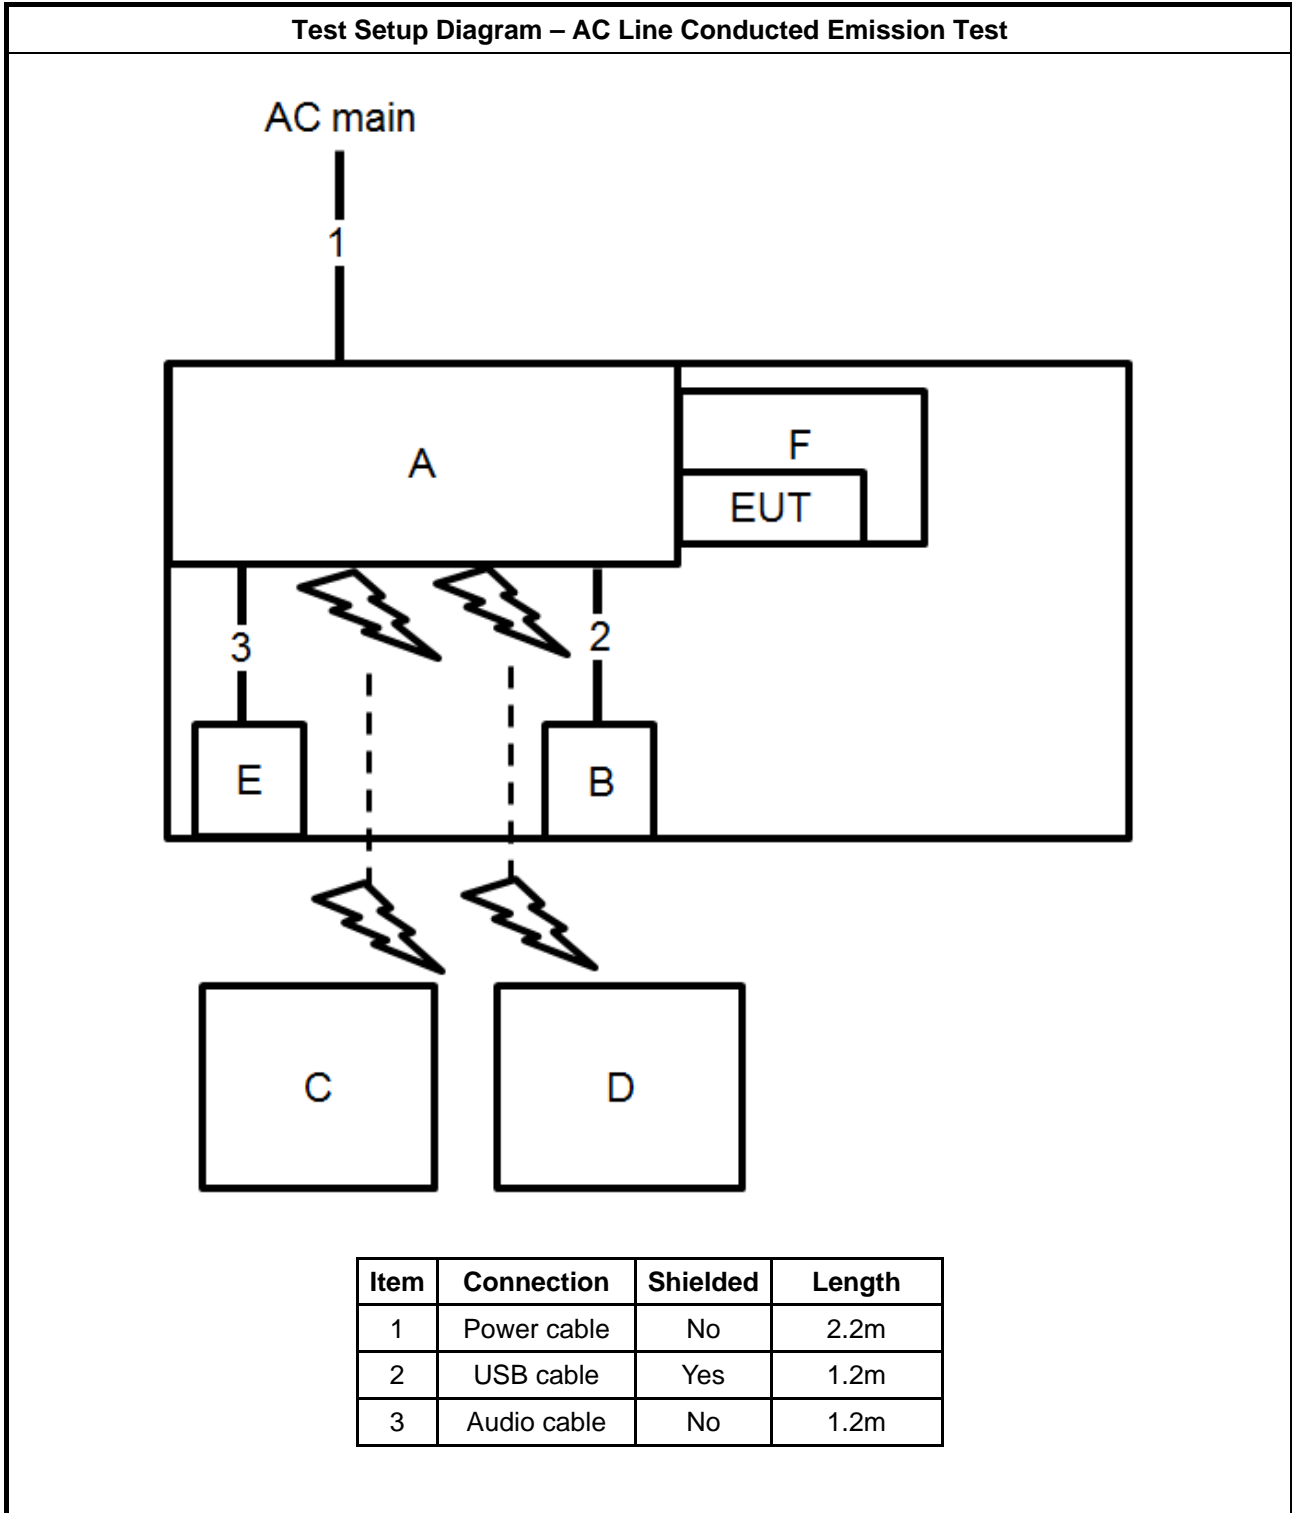 Test Setup Diagram – AC Line Conducted Emission Test
AC main
1
A
F
EUT
3
2
E
B
C
D
Item Connection Shielded Length
1 Power cable No 2.2m
2 USB cable Yes 1.2m
3 Audio cable No 1.2m